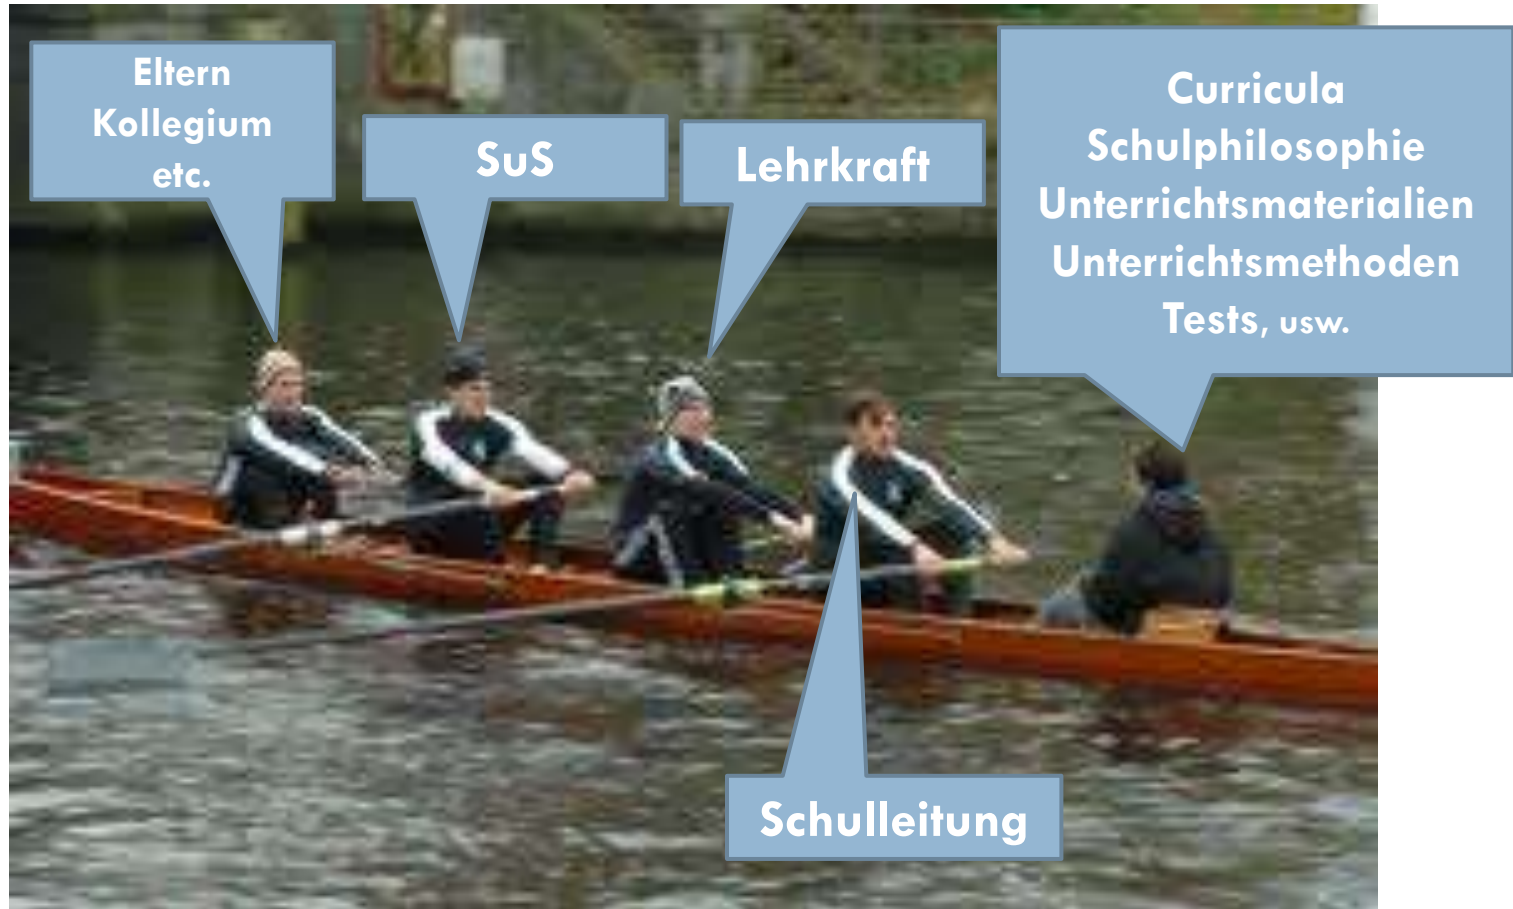 Eltern
Kollegium
etc.
SuS
Lehrkraft
Curricula
Schulphilosophie
Unterrichtsmaterialien
Unterrichtsmethoden
Tests, usw.
Schulleitung